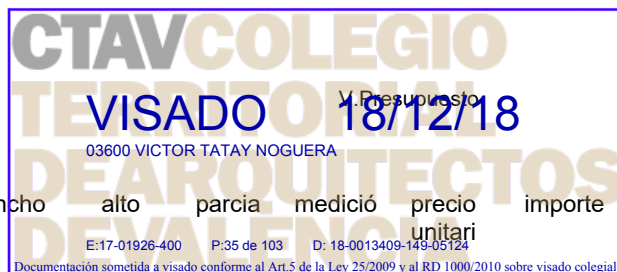 CTAVCOLEGIO
TERRITORIAL
V.Presupuesto
VISADO 18/12/18
03600 VICTOR TATAY NOGUERA
DEARQUITECTOS
ncho alto parcia medició precio importe
unitari
E:17-01926-400 P:35 de 103 D: 18-0013409-149-05124
DEVALENCIA
Documentación sometida a visado conforme al Art.5 de la Ley 25/2009 y al RD 1000/2010 sobre visado colegial